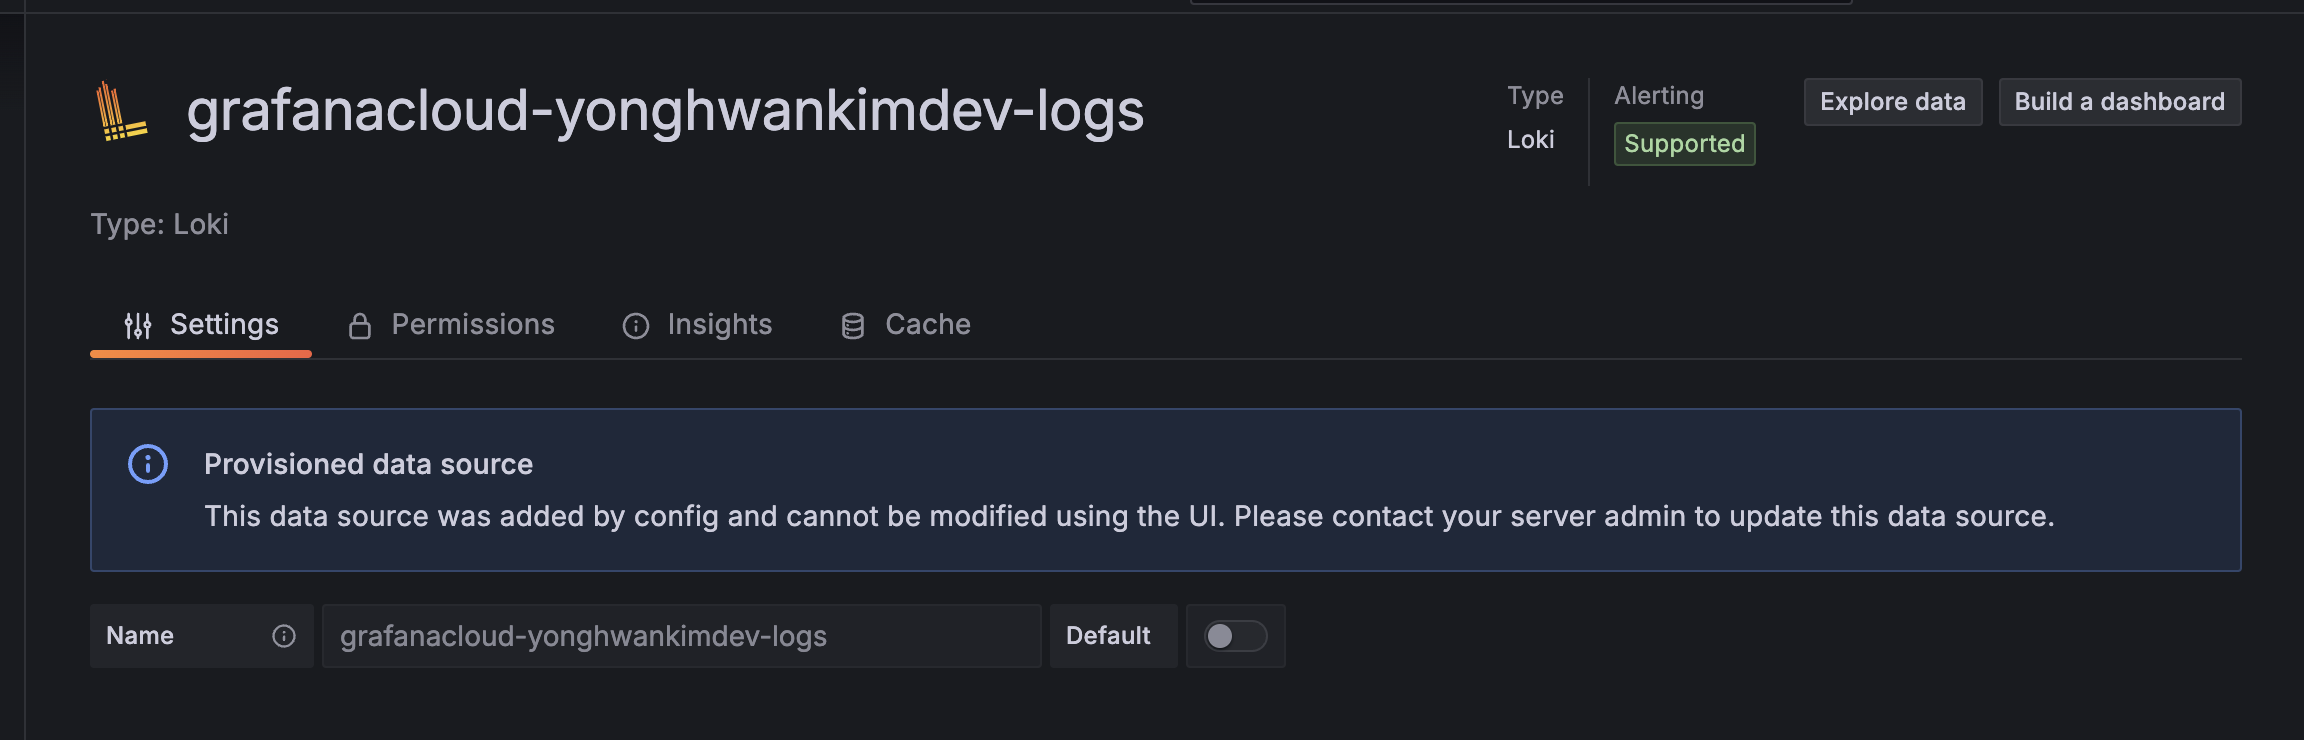 grafanacloud-yonghwankimdev-logs
Type
Loki
Alerting
Supported
Explore data
Build a dashboard
Type: Loki
Settings
Permissions
Insights
Cache
Provisioned data source
This data source was added by config and cannot be modified using the UI. Please contact your server admin to update this data source.
Name
grafanacloud-yonghwankimdev-logs
Default